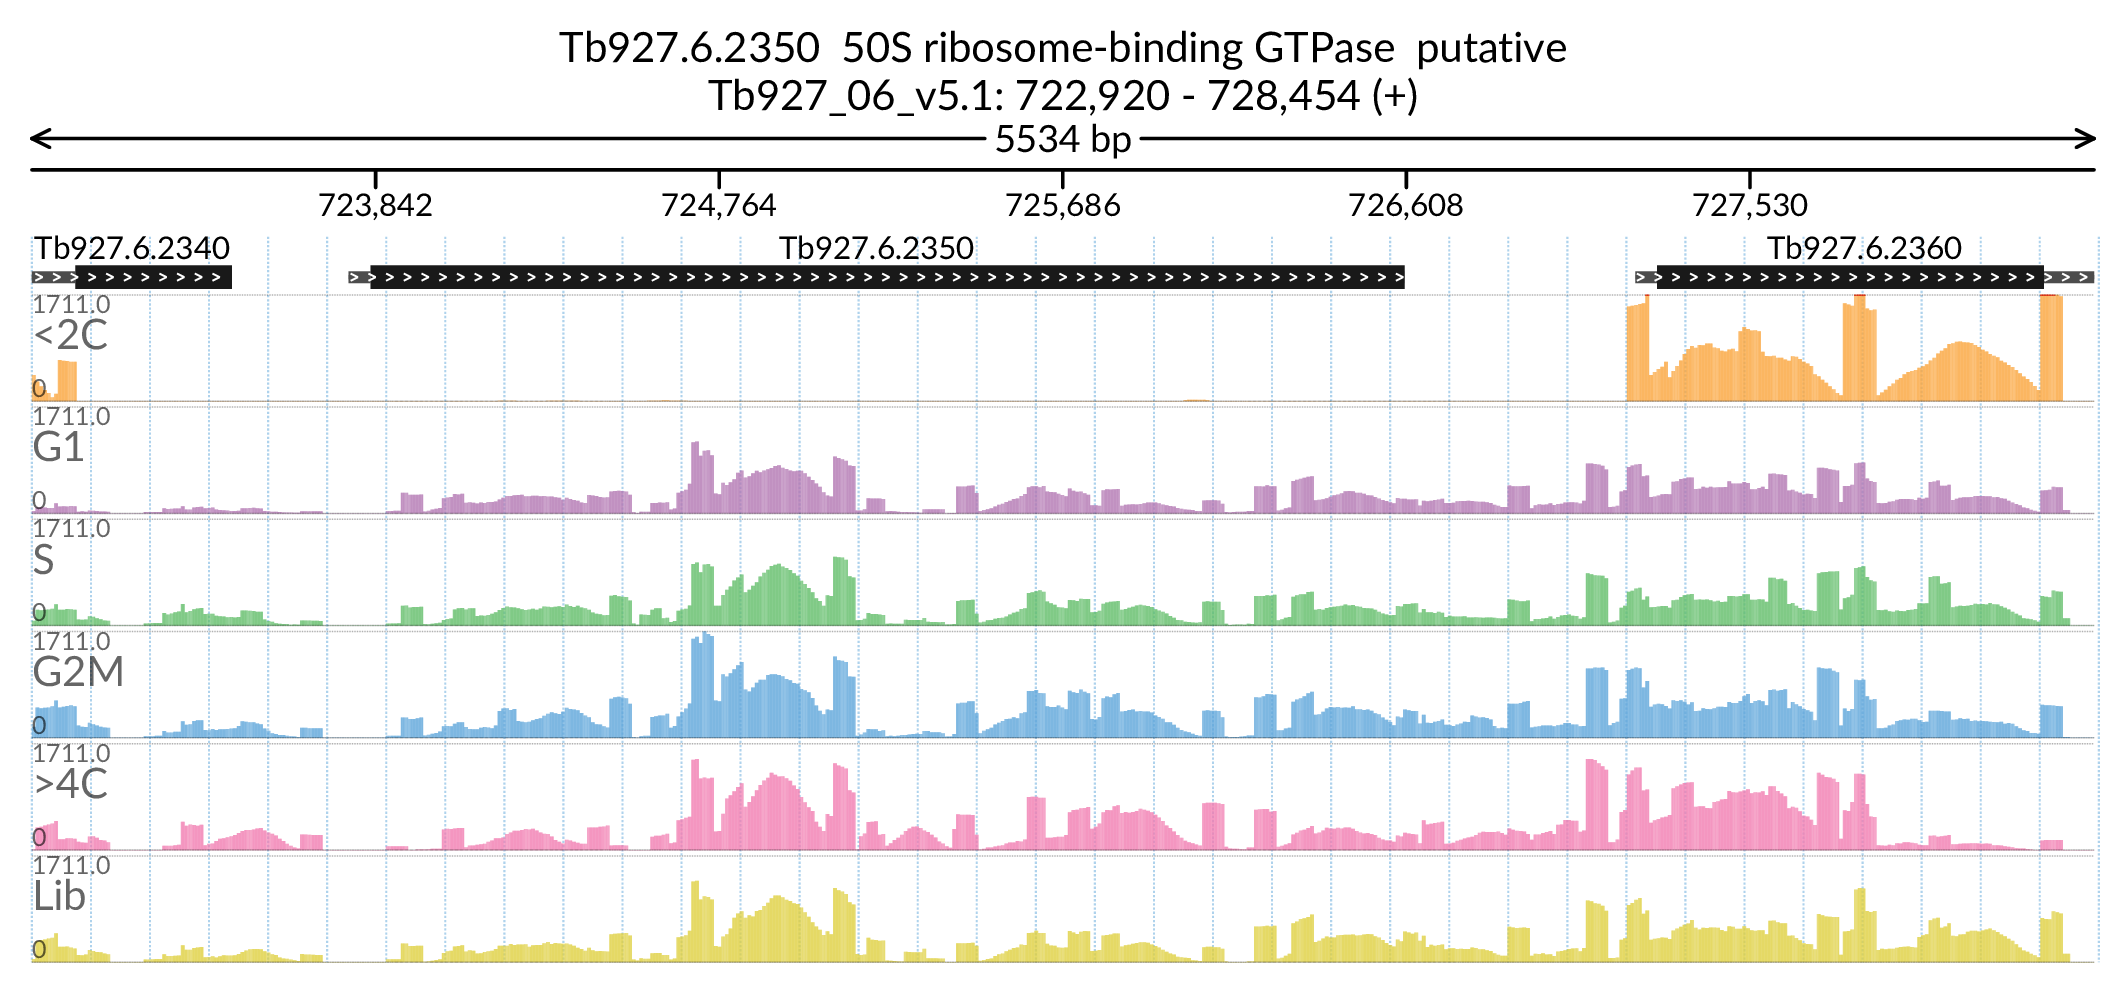 Tb927.6.2350  50S ribosome-binding GTPase  putative
Tb927_06_v5.1: 722,920 - 728,454 (+)
5534 bp
723,842 724,764 725,686 726,608 727,530
Tb927.6.2340 Tb927.6.2350 Tb927.6.2360
1711.0
<2C
0
1711.0
G1
0
1711.0
S
0
1711.0
G2M
0
1711.0
>4C
0
1711.0
Lib
0